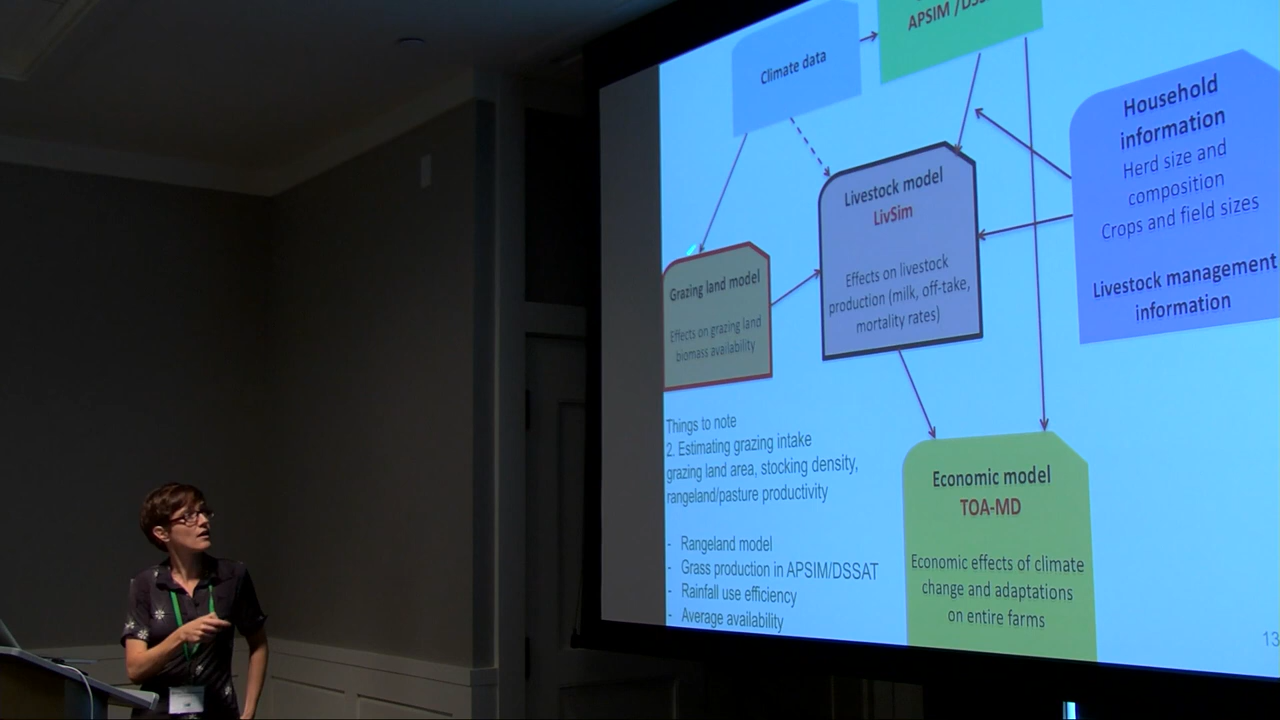 Climate data
APSIM /DSSAT
Household
information
Herd size and
composition
Crops and field sizes
Livestock management
information
Livestock model
LivSim
Effects on livestock
production (milk, off-take,
mortality rates)
Grazing land model
Effects on grazing land
biomass availability
Things to note
2. Estimating grazing intake
grazing land area, stocking density,
rangeland/pasture productivity
- Rangeland model
- Grass production in APSIM/DSSAT
- Rainfall use efficiency
- Average availability
Economic model
TOA-MD
Economic effects of climate
change and adaptations
on entire farms
13